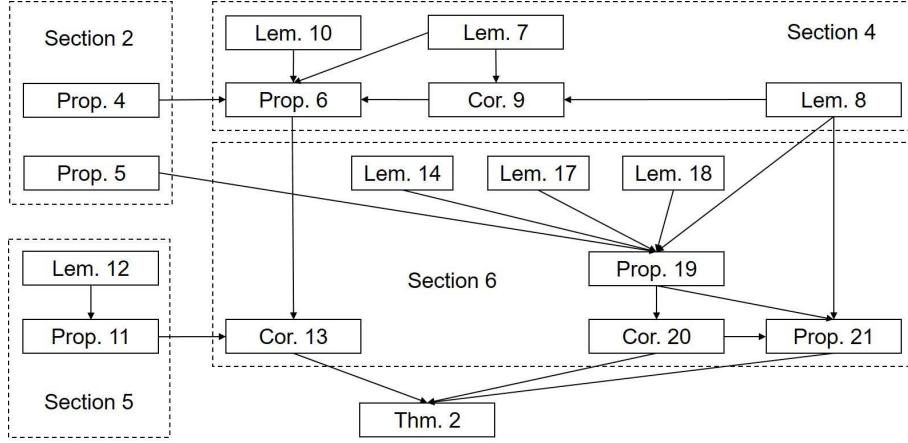 Section 2
Lem. 10
Lem. 7
Section 4
Prop. 4
Prop. 6
Cor. 9
Lem. 8
Prop. 5
Lem. 14
Lem. 17
Lem. 18
Lem. 12
Section 6
Prop. 19
Prop. 11
Cor. 13
Cor. 20
Prop. 21
Section 5
Thm. 2